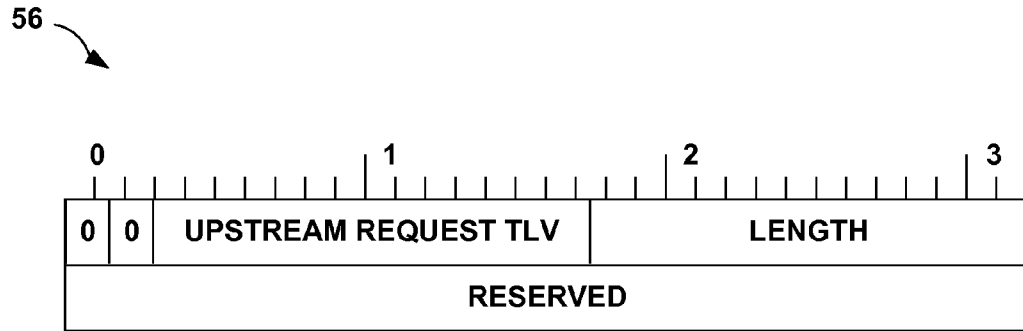 56
0 1 2 3
0 0 UPSTREAM REQUEST TLV LENGTH
RESERVED